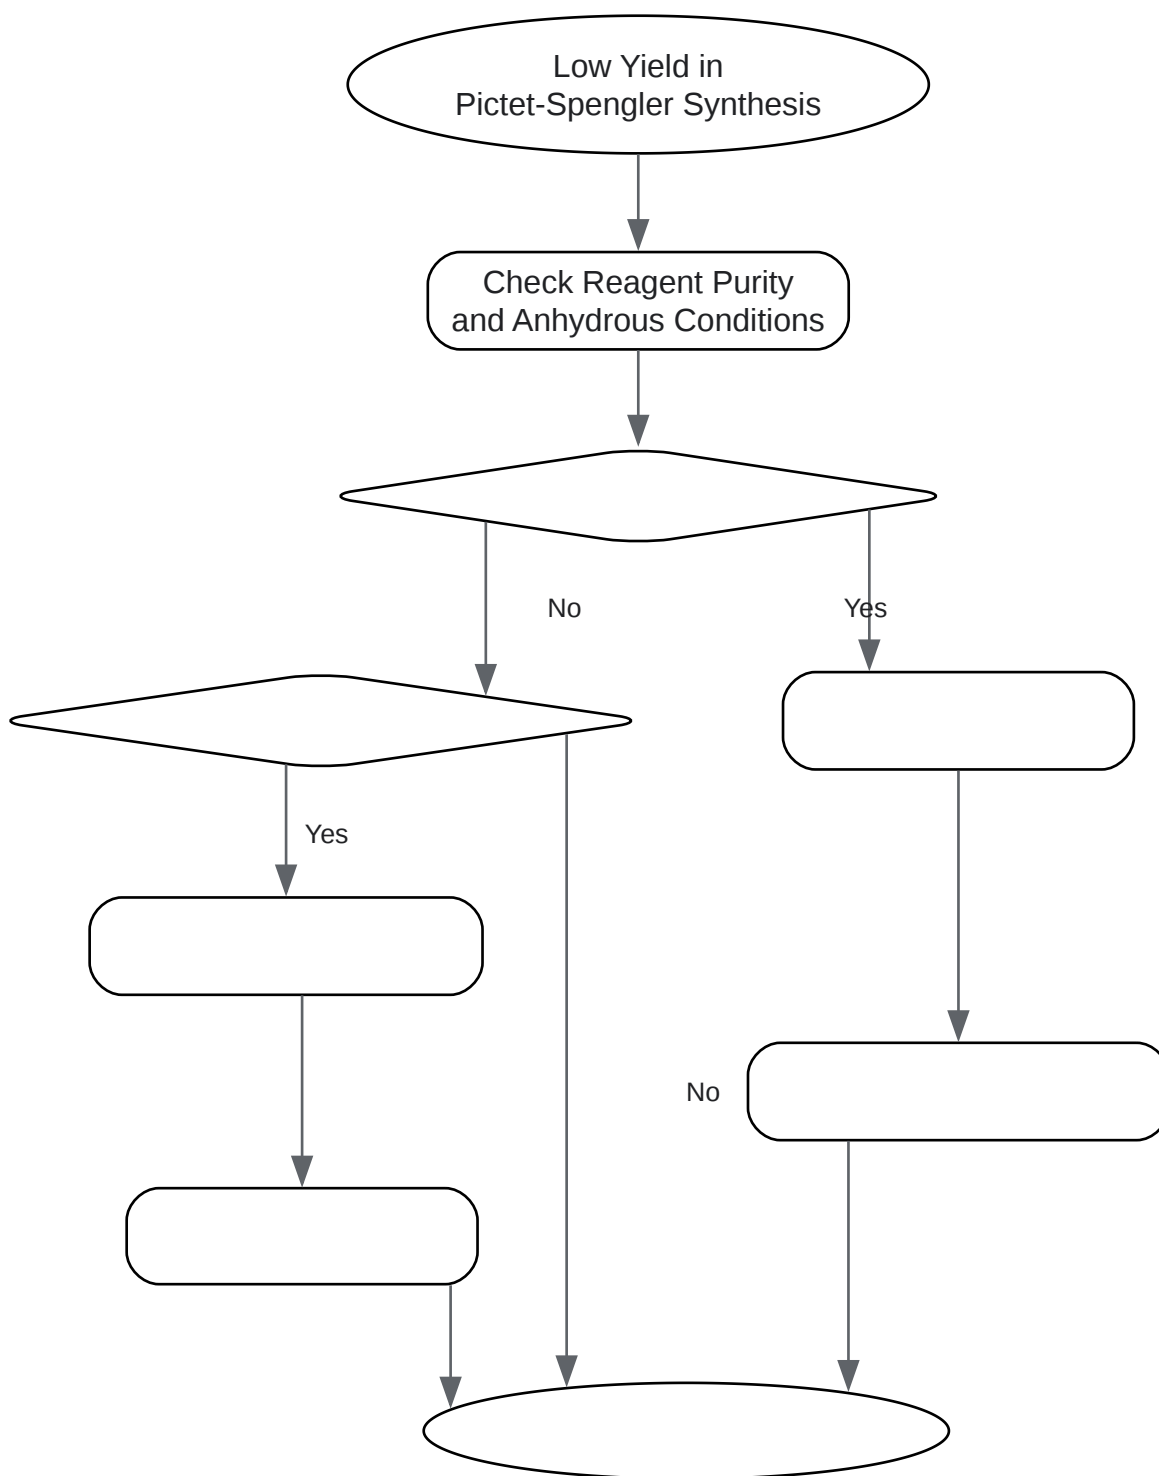 Low Yield in
Pictet-Spengler Synthesis
Check Reagent Purity
and Anhydrous Conditions
No
Yes
Yes
No